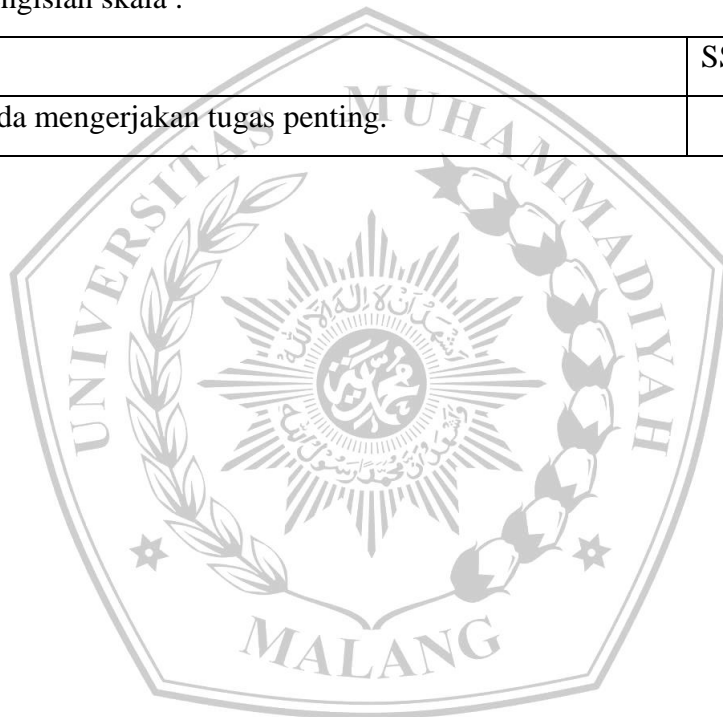 ngisian skala :
SS
da mengerjakan tugas penting.
UNIVERSITAS MUHAMMADIYAH
MALANG